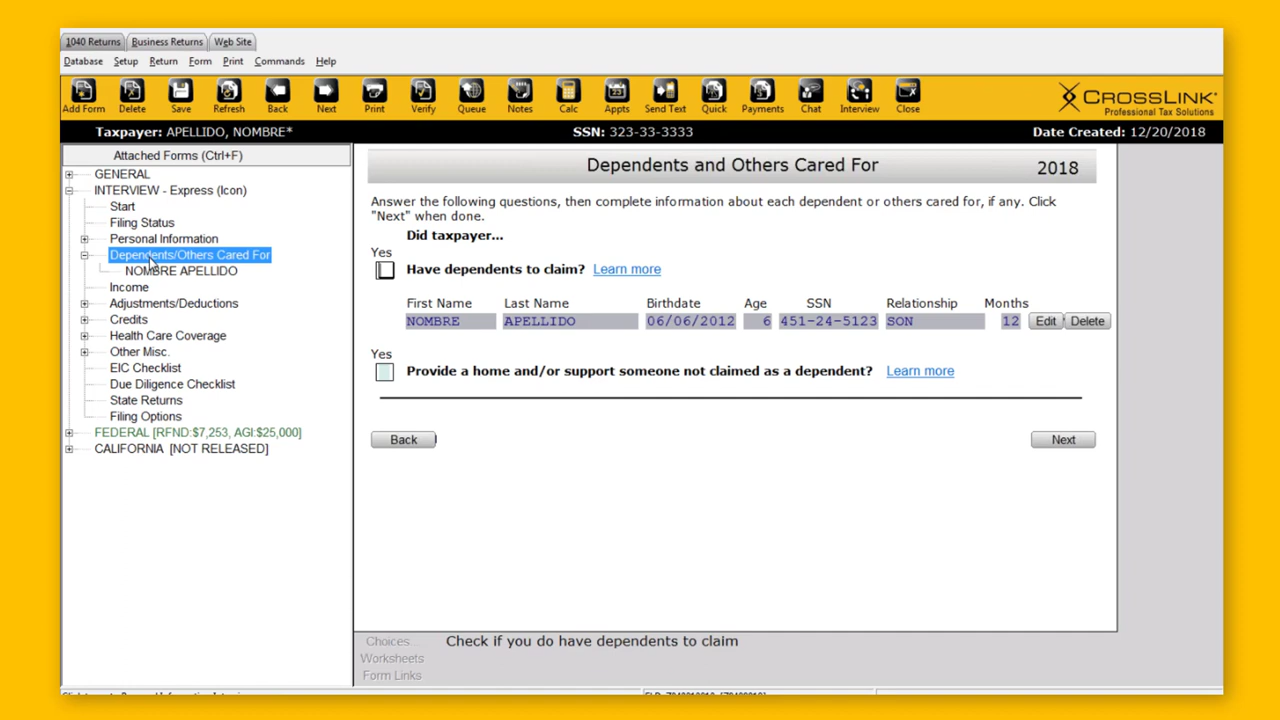 1040 Returns Business Returns Web Site
Database Setup Return Form Print Commands Help
Add Form Delete Save Refresh Back Next Print Verify Queue Notes Calc Appts Send Text Quick Payments Chat Interview Close
CROSSLINK
Professional Tax Solutions
Taxpayer: APELLIDO, NOMBRE* SSN: 323-33-3333 Date Created: 12/20/2018
Attached Forms (Ctrl+F)
GENERAL
INTERVIEW - Express (Icon)
Start
Filing Status
Personal Information
Dependents/Others Cared For
NOMBRE APELLIDO
Income
Adjustments/Deductions
Credits
Health Care Coverage
Other Misc.
EIC Checklist
Due Diligence Checklist
State Returns
Filing Options
FEDERAL [RFND:$7,253, AGI:$25,000]
CALIFORNIA [NOT RELEASED]
Dependents and Others Cared For 2018
Answer the following questions, then complete information about each dependent or others cared for, if any. Click
"Next" when done.
Did taxpayer...
Yes
Have dependents to claim? Learn more
First Name Last Name Birthdate Age SSN Relationship Months
NOMBRE APELLIDO 06/06/2012 6 451-24-5123 SON 12 Edit Delete
Yes
Provide a home and/or support someone not claimed as a dependent? Learn more
Back Next
Choices... Check if you do have dependents to claim
Worksheets
Form Links